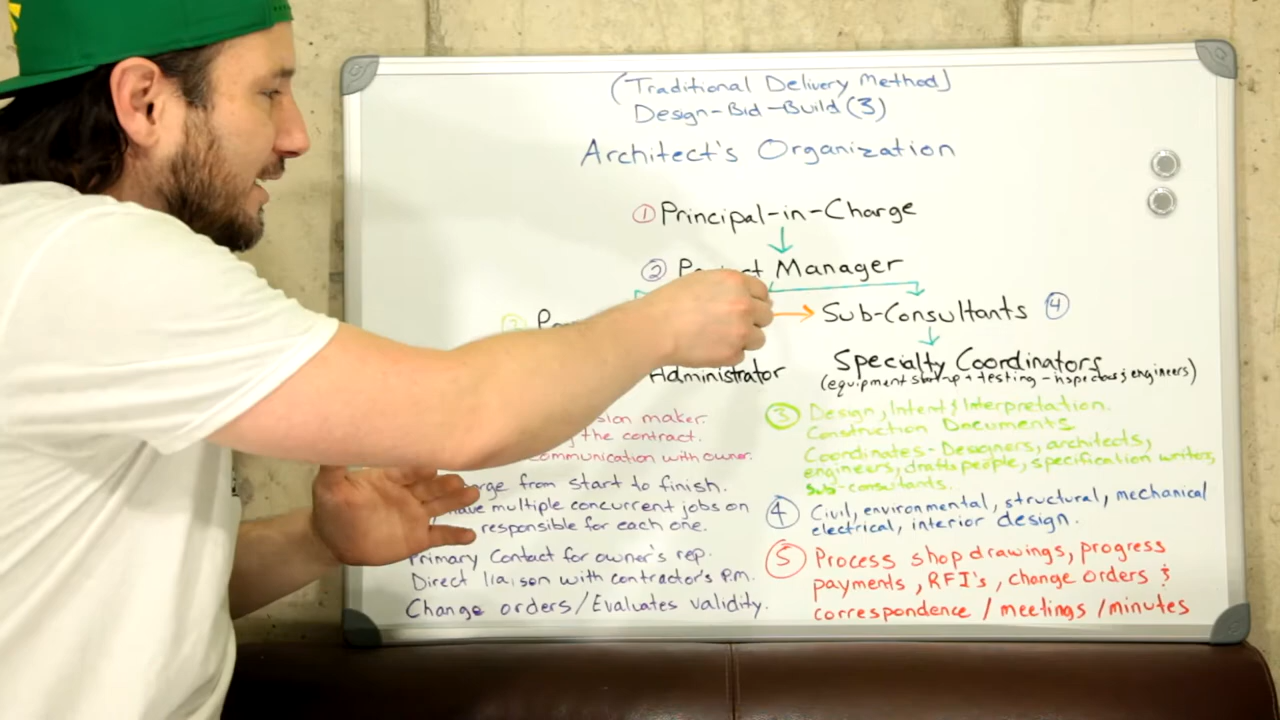 (Traditional Delivery Method)
Design-Bid-Build (3)
Architect's Organization
① Principal-in-Charge
② Manager
Sub-Consultants ④
Administrator
Specialty Coordinators
(equipment start-up + testing - inspectors & engineers)
maker.
the contract.
communication with owner.
from start to finish.
have multiple concurrent jobs on
responsible for each one.
Primary Contact for owner's rep.
Direct liaison with contractor's P.M.
Change orders/Evaluates validity.
③ Design, Intent & Interpretation.
Construction Documents
Coordinates - Designers, architects,
engineers, drafts people, specification writers,
sub-consultants.
④ Civil, environmental, structural, mechanical
electrical, interior design.
⑤ Process shop drawings, progress
payments, RFI's, change orders &
correspondence / meetings / minutes